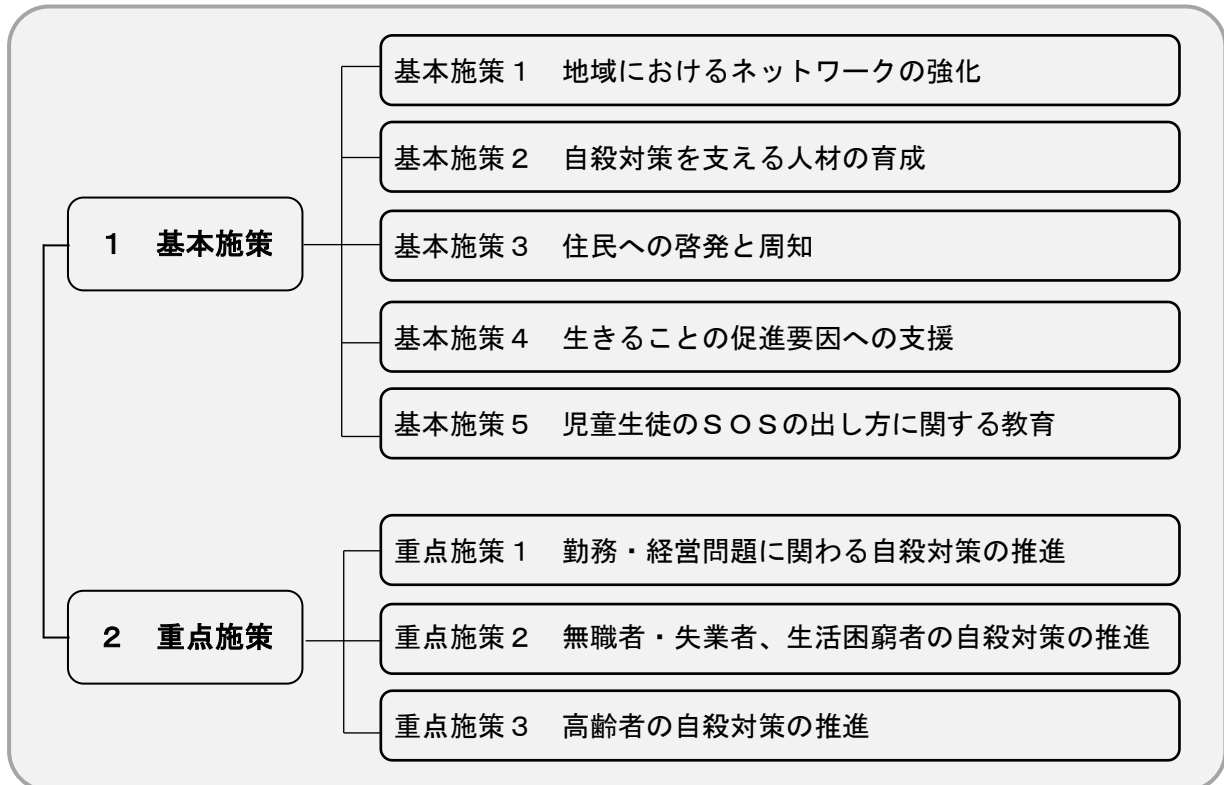 1 基本施策
基本施策1 地域におけるネットワークの強化
基本施策2 自殺対策を支える人材の育成
基本施策3 住民への啓発と周知
基本施策4 生きることの促進要因への支援
基本施策5 児童生徒のSOSの出し方に関する教育
2 重点施策
重点施策1 勤務・経営問題に関わる自殺対策の推進
重点施策2 無職者・失業者、生活困窮者の自殺対策の推進
重点施策3 高齢者の自殺対策の推進